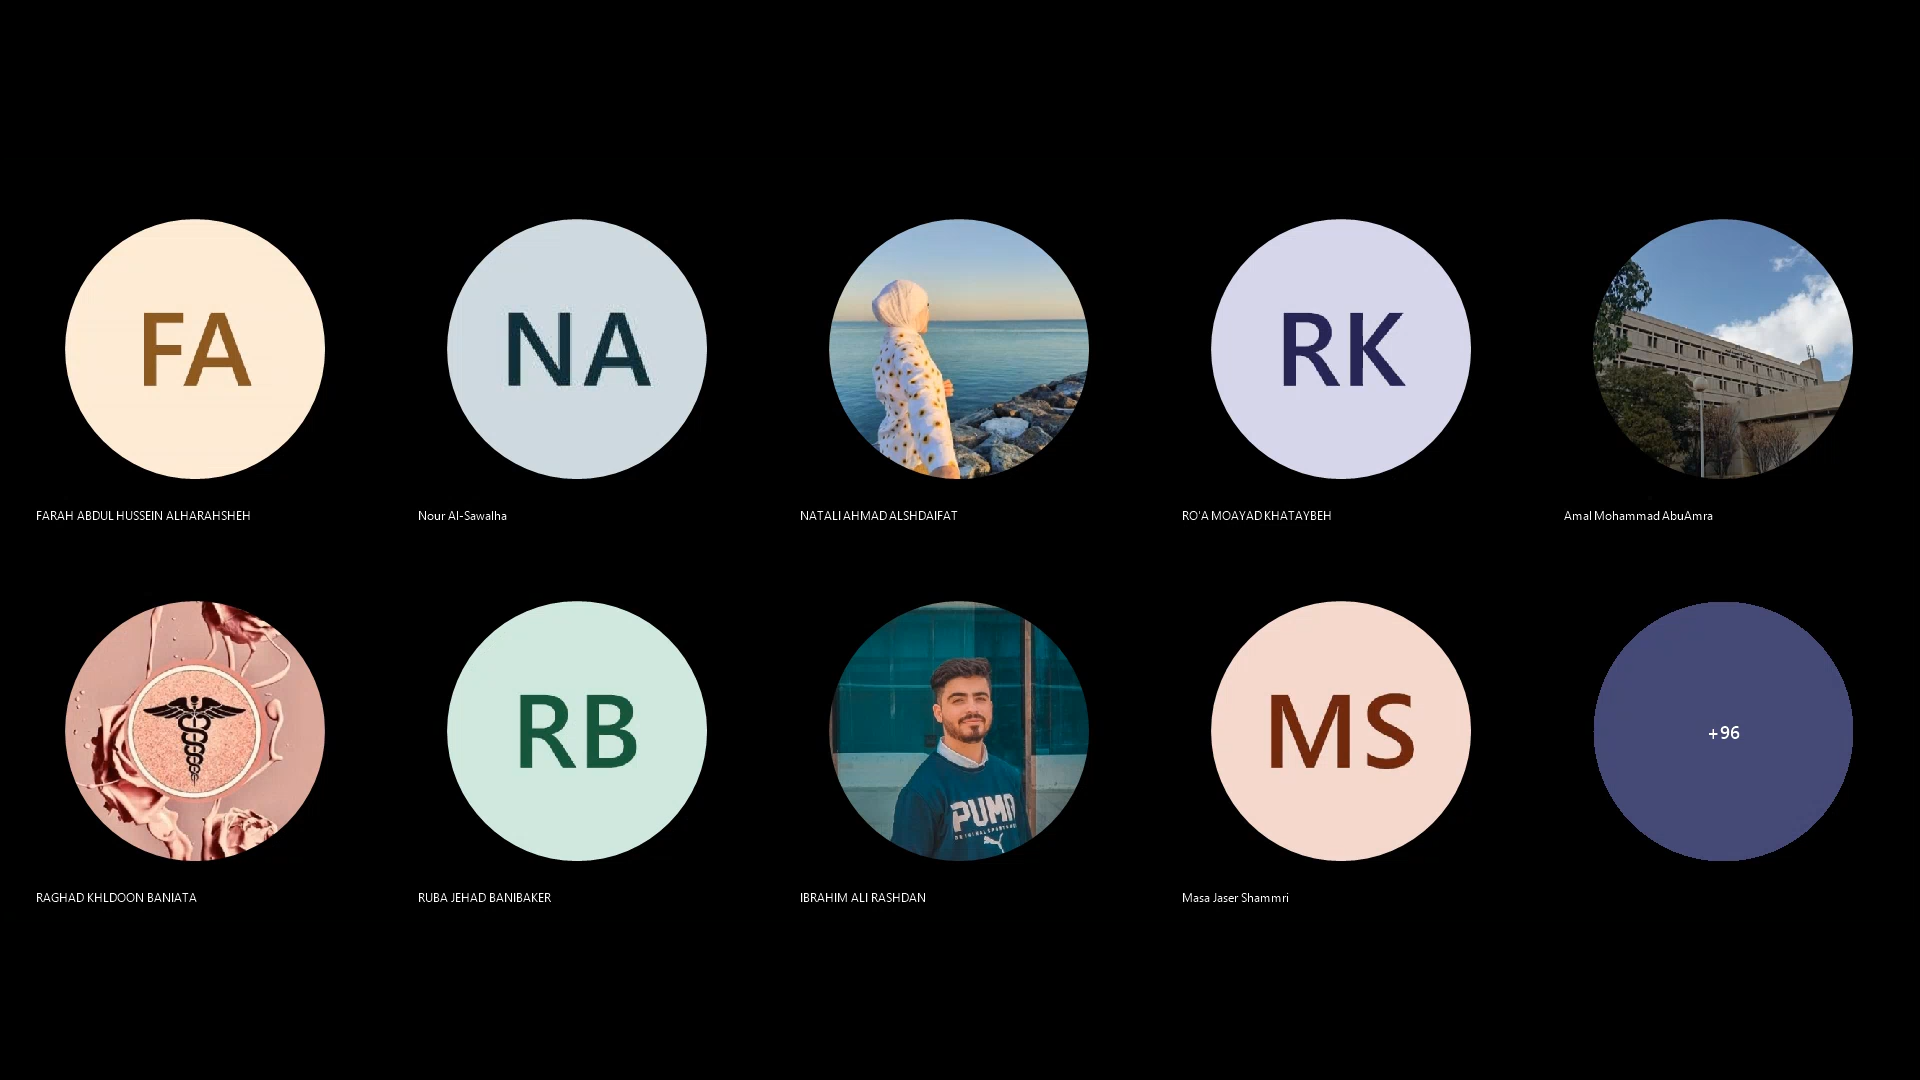 FA
NA
RK
FARAH ABDUL HUSSEIN ALHARAHSHEH
Nour Al-Sawalha
NATALI AHMAD ALSHDAIFAT
RO'A MOAYAD KHATAYBEH
Amal Mohammad AbuAmra
RB
PUMA
MS
+96
RAGHAD KHLDOON BANIATA
RUBA JEHAD BANIBAKER
IBRAHIM ALI RASHDAN
Masa Jaser Shammri